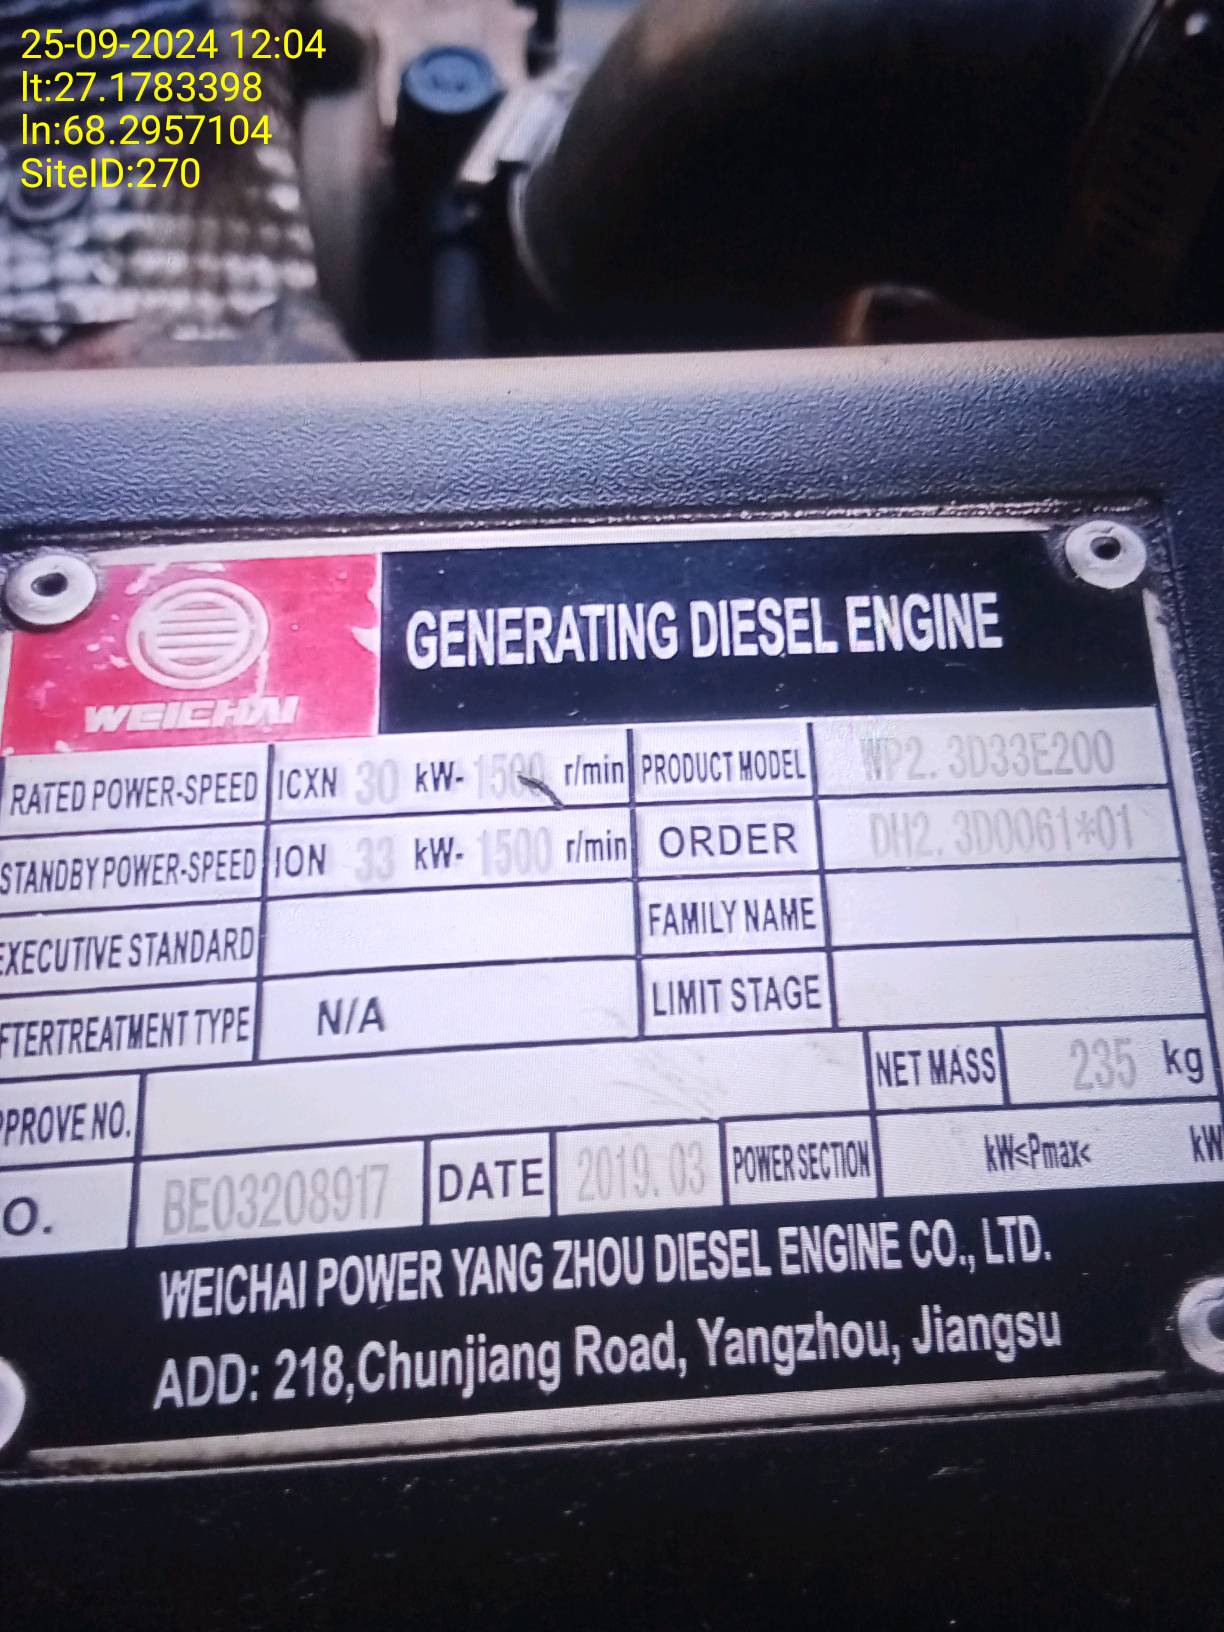 25-09-2024 12:04
lt:27.1783398
ln:68.2957104
SiteID:270
WEICHAI
GENERATING DIESEL ENGINE
RATED POWER-SPEED ICXN 30 kW- 1500 r/min PRODUCT MODEL WP2.3D33E200
STANDBY POWER-SPEED ION 33 kW- 1500 r/min ORDER DH2.3D0061*01
EXECUTIVE STANDARD FAMILY NAME
FTERTREATMENT TYPE N/A LIMIT STAGE
PPROVE NO. NET MASS 235 kg
O. BE03208917 DATE 2019.03 POWER SECTION kW≤Pmax< kW
WEICHAI POWER YANG ZHOU DIESEL ENGINE CO., LTD.
ADD: 218,Chunjiang Road, Yangzhou, Jiangsu